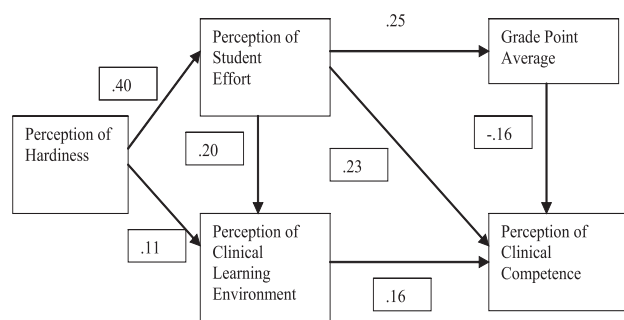 Perception of
Student
Effort
.25
Grade Point
Average
.40
Perception of
Hardiness
.20
.23
-.16
.11
Perception of
Clinical
Learning
Environment
.16
Perception of
Clinical
Competence